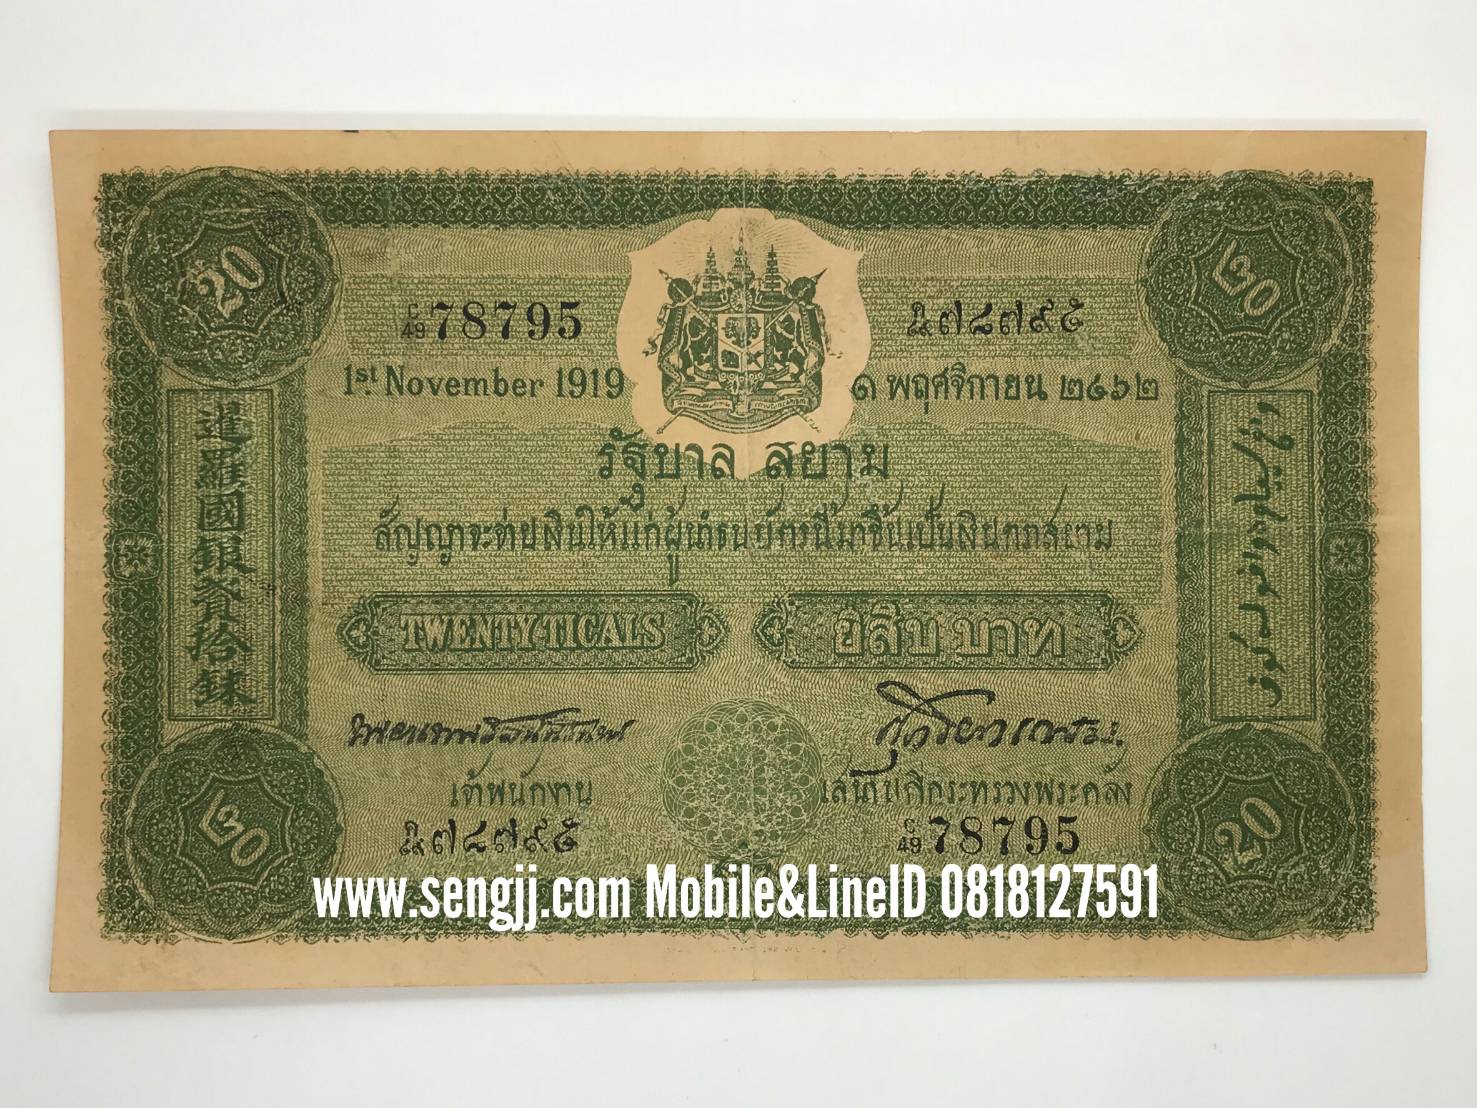 20
๒๐
C/49 78795
๗๘๗๙๕
1st November 1919
๑ พฤศจิกายน ๒๔๖๒
รัฐบาล สยาม
สัญญาจะจ่ายเงินให้แก่ผู้นำธนบัตรนี้มาขึ้นเป็นเงินตราสยาม
TWENTY TICALS
ยี่สิบ บาท
暹羅國銀貳拾銖
เจ้าพนักงาน
เสนาบดีกระทรวงพระคลัง
๗๘๗๙๕
C/49 78795
๒๐
20
www.sengjj.com Mobile&LineID 0818127591